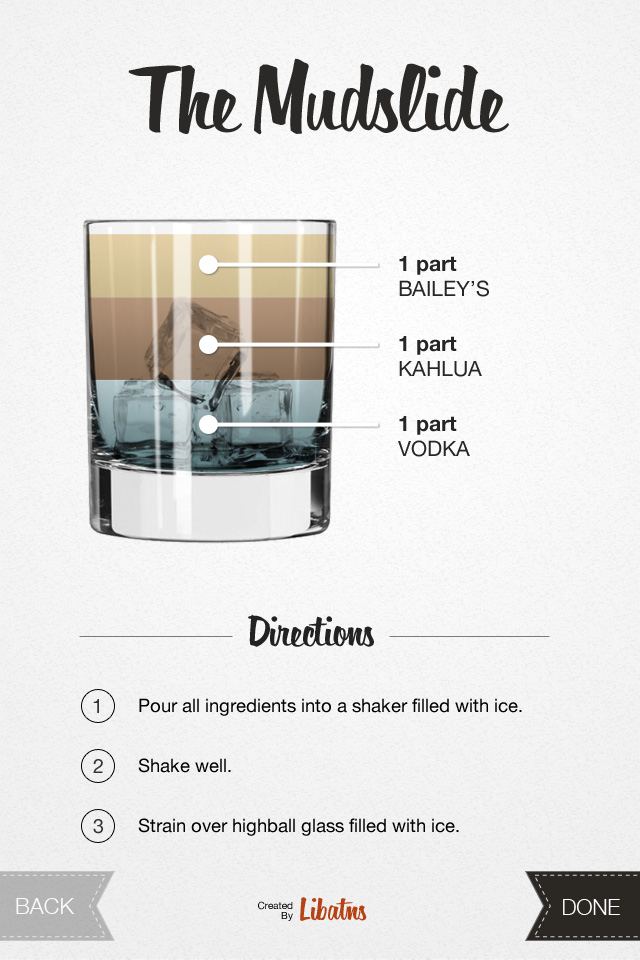 The Mudslide
1 part
BAILEY'S
1 part
KAHLUA
1 part
VODKA
Directions
1 Pour all ingredients into a shaker filled with ice.
2 Shake well.
3 Strain over highball glass filled with ice.
BACK
Created
By Libatns
DONE